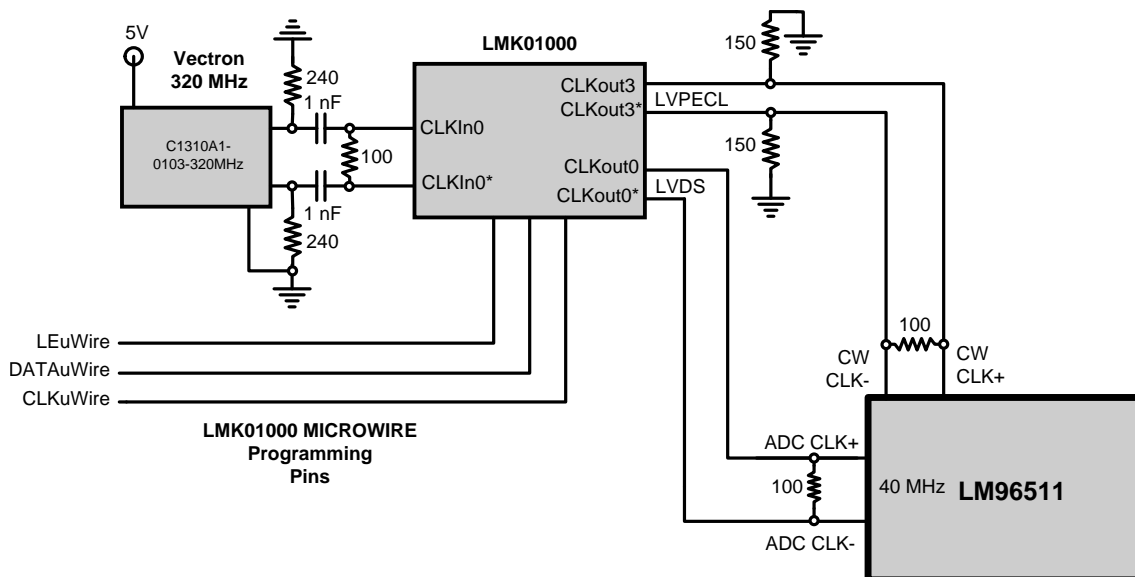 5V
Vectron
320 MHz
C1310A1-
0103-320MHz
240
1 nF
100
1 nF
240
LMK01000
CLKIn0
CLKIn0*
CLKout3
CLKout3*
CLKout0
CLKout0*
LVPECL
LVDS
150
150
LEuWire
DATAuWire
CLKuWire
LMK01000 MICROWIRE
Programming
Pins
100
CW
CLK-
CW
CLK+
ADC CLK+
100
ADC CLK-
40 MHz
LM96511